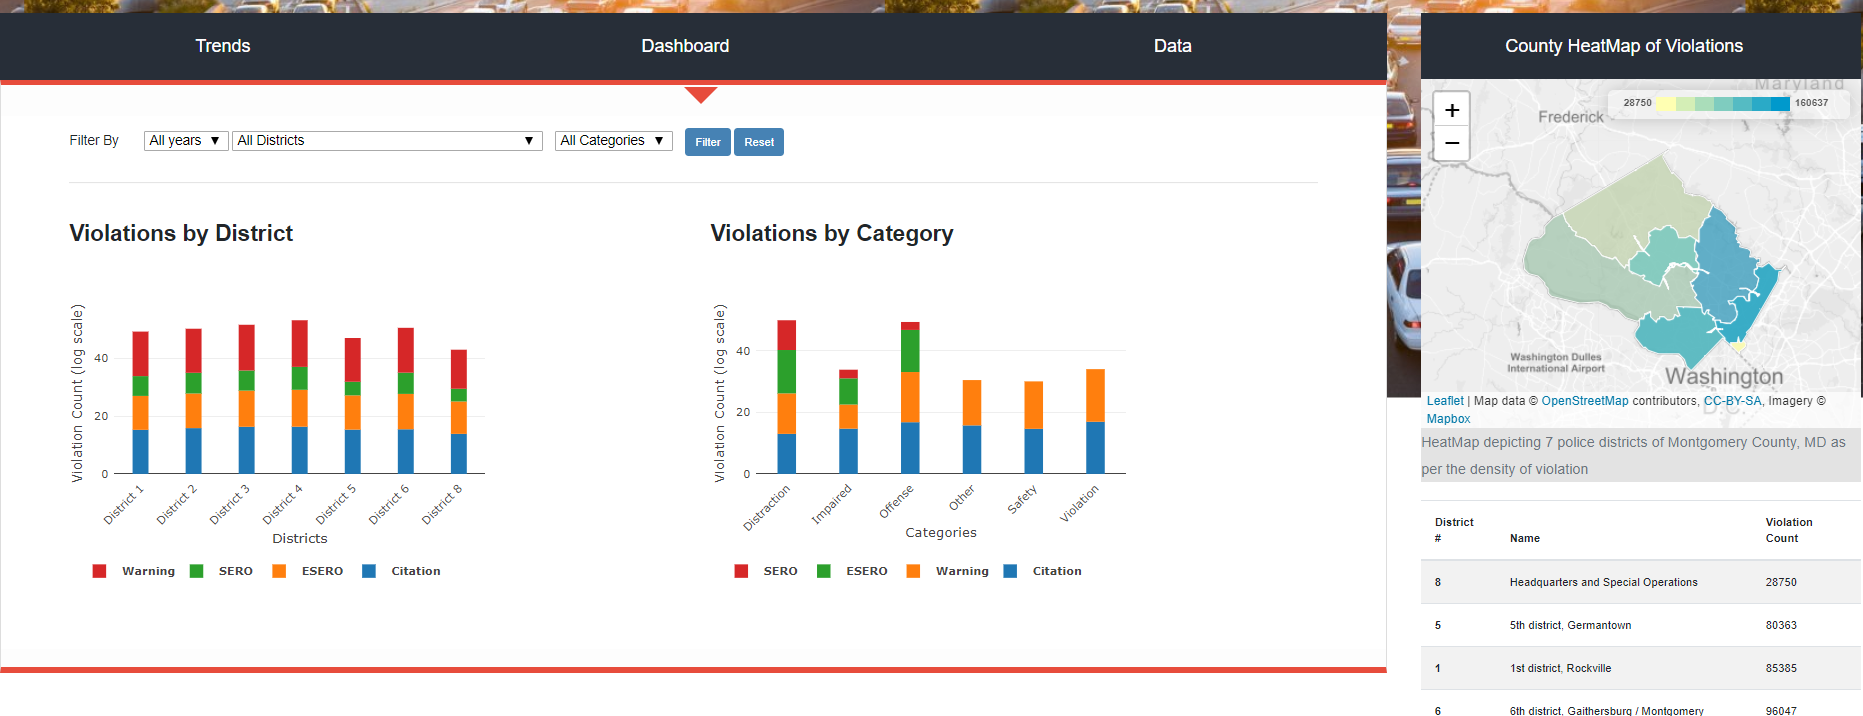 Trends
Dashboard
Data
Filter By
All years ▼
All Districts ▼
All Categories ▼
Filter
Reset
Violations by District
Violation Count (log scale)
40
20
0
District 1
District 2
District 3
District 4
District 5
District 6
District 8
Districts
Warning SERO ESERO Citation
Violations by Category
Violation Count (log scale)
40
20
0
Distraction
Impaired
Offense
Other
Safety
Violation
Categories
SERO ESERO Warning Citation
County HeatMap of Violations
+
−
Maryland
28750 160637
Frederick
Washington Dulles
International Airport
Washington
D.C.
Leaflet | Map data © OpenStreetMap contributors, CC-BY-SA, Imagery ©
Mapbox
HeatMap depicting 7 police districts of Montgomery County, MD as
per the density of violation
District
#
Name
Violation
Count
8 Headquarters and Special Operations 28750
5 5th district, Germantown 80363
1 1st district, Rockville 85385
6 6th district, Gaithersburg / Montgomery 96047